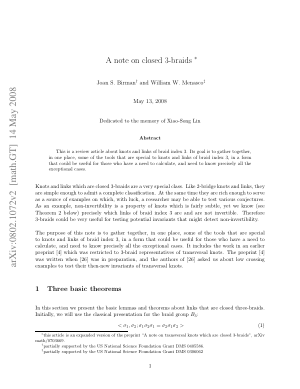 A note on closed 3-braids *
Joan S. Birman† and William W. Menasco‡
May 13, 2008
Dedicated to the memory of Xiao-Song Lin
Abstract
This is a review article about knots and links of braid index 3. Its goal is to gather together,
in one place, some of the tools that are special to knots and links of braid index 3, in a form
that could be useful for those who have a need to calculate, and need to know precisely all the
exceptional cases.
Knots and links which are closed 3-braids are a very special class. Like 2-bridge knots and links, they
are simple enough to admit a complete classification. At the same time they are rich enough to serve
as a source of examples on which, with luck, a researcher may be able to test various conjectures.
As an example, non-invertibility is a property of knots which is fairly subtle, yet we know (see
Theorem 2 below) precisely which links of braid index 3 are and are not invertible. Therefore
3-braids could be very useful for testing potential invariants that might detect non-invertibility.
The purpose of this note is to gather together, in one place, some of the tools that are special
to knots and links of braid index 3, in a form that could be useful for those who have a need to
calculate, and need to know precisely all the exceptional cases. It includes the work in an earlier
preprint [4] which was restricted to 3-braid representatives of transverse knots. The preprint [4]
was written when [26] was in preparation, and the authors of [26] asked us about low crossing
examples to test their then-new invariants of transversal knots.
1 Three basic theorems
In this section we present the basic lemmas and theorems about links that are closed three-braids.
Initially, we will use the classical presentation for the braid group B₃:
< σ₁, σ₂; σ₁σ₂σ₁ = σ₂σ₁σ₂ > (1)
*this article is an expanded version of the preprint "A note on transversal knots which are closed 3-braids", arXiv
†partially supported by the US National Science Foundation Grant DMS
‡partially supported by the US National Science Foundation Grant DMS
1
arXiv:0802.1072v2 [math.GT] 14 May 2008